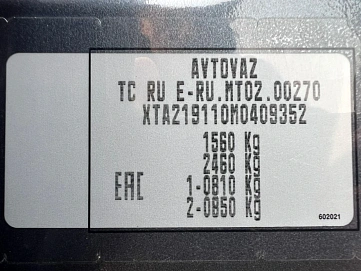 AVTOVAZ
TC RU E-RU.MT02.00270
XTA219110M0409352
1560 Kg
2460 Kg
1-0810 Kg
2-0850 Kg
EAC
602021